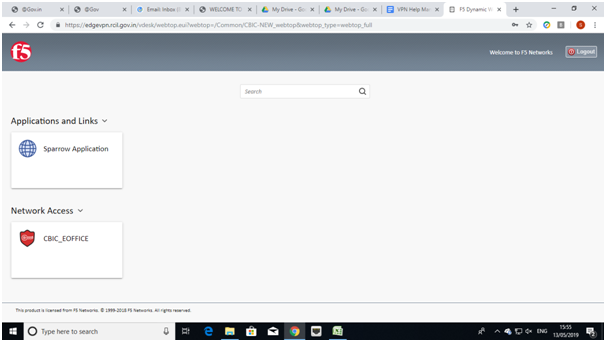 @Gov.in
@Gov
Email: Inbox (
WELCOME TO
My Drive - Go
My Drive - Go
VPN Help Ma
F5 Dynamic W
https://edgevpn.rcil.gov.in/vdesk/webtop.eui?webtop=/Common/CBIC-NEW_webtop&webtop_type=webtop_full
f5
Welcome to F5 Networks
Logout
Search
Applications and Links
Sparrow Application
Network Access
CBIC_EOFFICE
This product is licensed from F5 Networks. © 1999-2018 F5 Networks. All rights reserved.
Type here to search
ENG
15:55
13/05/2019